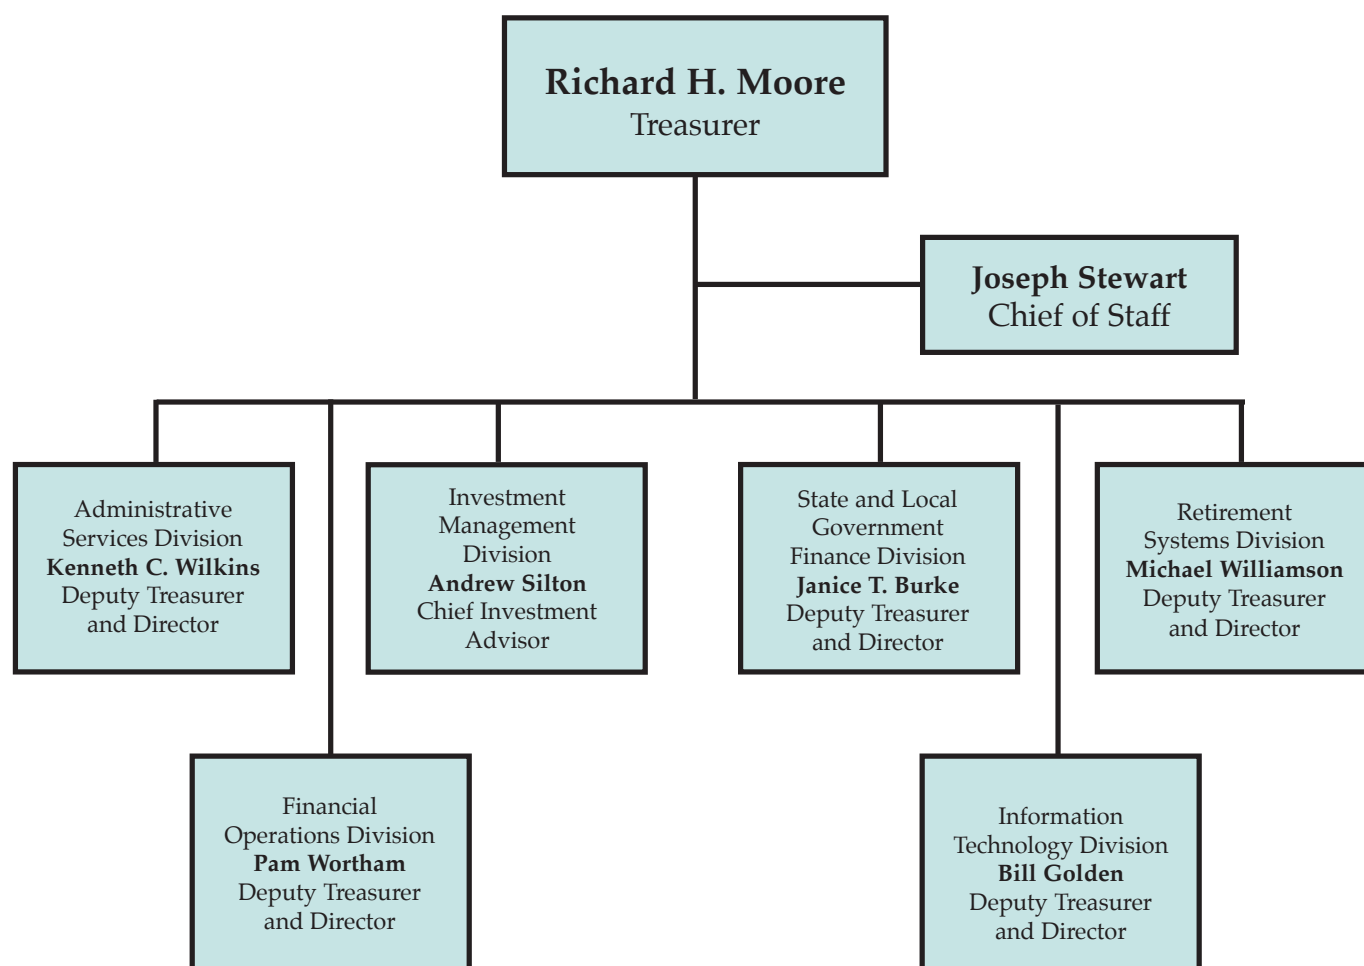 Richard H. Moore
Treasurer
Joseph Stewart
Chief of Staff
Administrative
Services Division
Kenneth C. Wilkins
Deputy Treasurer
and Director
Investment
Management
Division
Andrew Silton
Chief Investment
Advisor
State and Local
Government
Finance Division
Janice T. Burke
Deputy Treasurer
and Director
Retirement
Systems Division
Michael Williamson
Deputy Treasurer
and Director
Financial
Operations Division
Pam Wortham
Deputy Treasurer
and Director
Information
Technology Division
Bill Golden
Deputy Treasurer
and Director